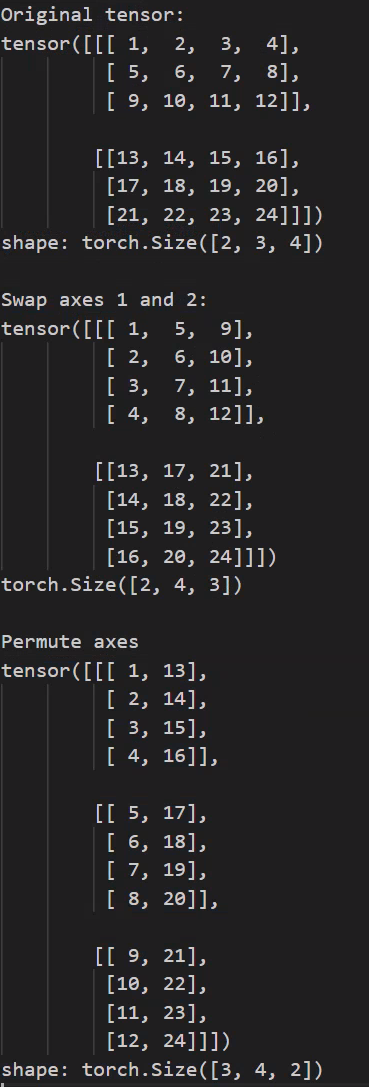 Original tensor:
tensor([[[ 1,  2,  3,  4],
         [ 5,  6,  7,  8],
         [ 9, 10, 11, 12]],

        [[13, 14, 15, 16],
         [17, 18, 19, 20],
         [21, 22, 23, 24]]])
shape: torch.Size([2, 3, 4])

Swap axes 1 and 2:
tensor([[[ 1,  5,  9],
         [ 2,  6, 10],
         [ 3,  7, 11],
         [ 4,  8, 12]],

        [[13, 17, 21],
         [14, 18, 22],
         [15, 19, 23],
         [16, 20, 24]]])
torch.Size([2, 4, 3])

Permute axes
tensor([[[ 1, 13],
         [ 2, 14],
         [ 3, 15],
         [ 4, 16]],

        [[ 5, 17],
         [ 6, 18],
         [ 7, 19],
         [ 8, 20]],

        [[ 9, 21],
         [10, 22],
         [11, 23],
         [12, 24]]])
shape: torch.Size([3, 4, 2])